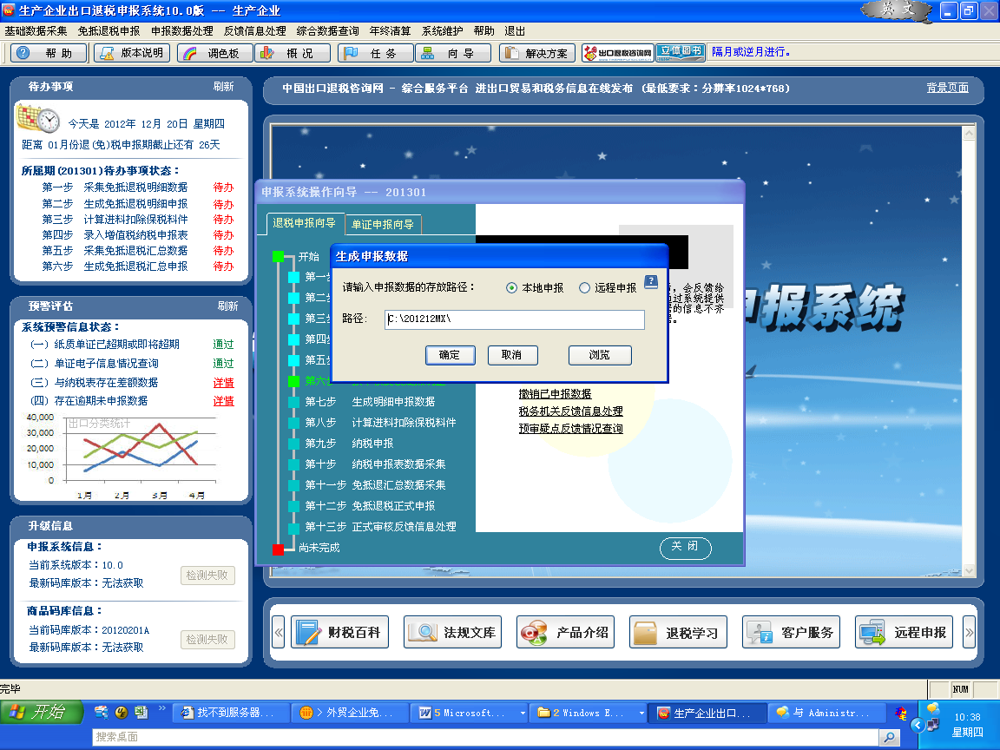 生产企业出口退税申报系统10.0版 -- 生产企业
英 文
基础数据采集 免抵退税申报 申报数据处理 反馈信息处理 综合数据查询 年终清算 系统维护 帮助 退出
帮 助 版本说明 调色板 概 况 任 务 向 导 解决方案 出口退税咨询网 立体图书 隔月或逆月进行。
待办事项 刷新
今天是 2012年 12月 20日 星期四
距离 01月份退(免)税申报期截止还有 26天
所属期(201301)待办事项状态：
第一步 采集免抵退税明细数据 待办
第二步 生成免抵退税明细申报 待办
第三步 计算进料扣除保税料件 待办
第四步 录入增值税纳税申报表 待办
第五步 采集免抵退税汇总数据 待办
第六步 生成免抵退税汇总申报 待办
预警评估 刷新
系统预警信息状态：
(一) 纸质单证已超期或即将超期 通过
(二) 单证电子信息情况查询 通过
(三) 与纳税表存在差额数据 详情
(四) 存在逾期未申报数据 详情
出口分类统计
40,000
30,000
20,000
10,000
0
1月 2月 3月 4月
升级信息
申报系统信息：
当前系统版本：10.0
最新码库版本：无法获取
检测失败
商品码库信息：
当前码库版本：20120201A
最新码库版本：无法获取
检测失败
中国出口退税咨询网 - 综合服务平台 进出口贸易和税务信息在线发布 (最低要求：分辨率1024*768)
背景页面
申报系统
申报系统操作向导 -- 201301
退税申报向导 单证申报向导
开始
第一步
第二步
第三步
第四步
第五步
第六步
第七步 生成明细申报数据
第八步 计算进料扣除保税料件
第九步 纳税申报
第十步 纳税申报表数据采集
第十一步 免抵退汇总数据采集
第十二步 免抵退税正式申报
第十三步 正式审核反馈信息处理
尚未完成
，会反馈给
通过系统提供
的信息不齐
。
撤销已申报数据
税务机关反馈信息处理
预审疑点反馈情况查询
关 闭
生成申报数据
请输入申报数据的存放路径： 本地申报 远程申报 ?
路径: C:\201212MX\
确定 取消 浏览
« 财税百科 法规文库 产品介绍 退税学习 客户服务 远程申报 »
完毕 NUM
开始 » 找不到服务器... > 外贸企业免... 5 Microsoft... 2 Windows E... 生产企业出口... 与 Administr... 10:38
搜索桌面 星期四